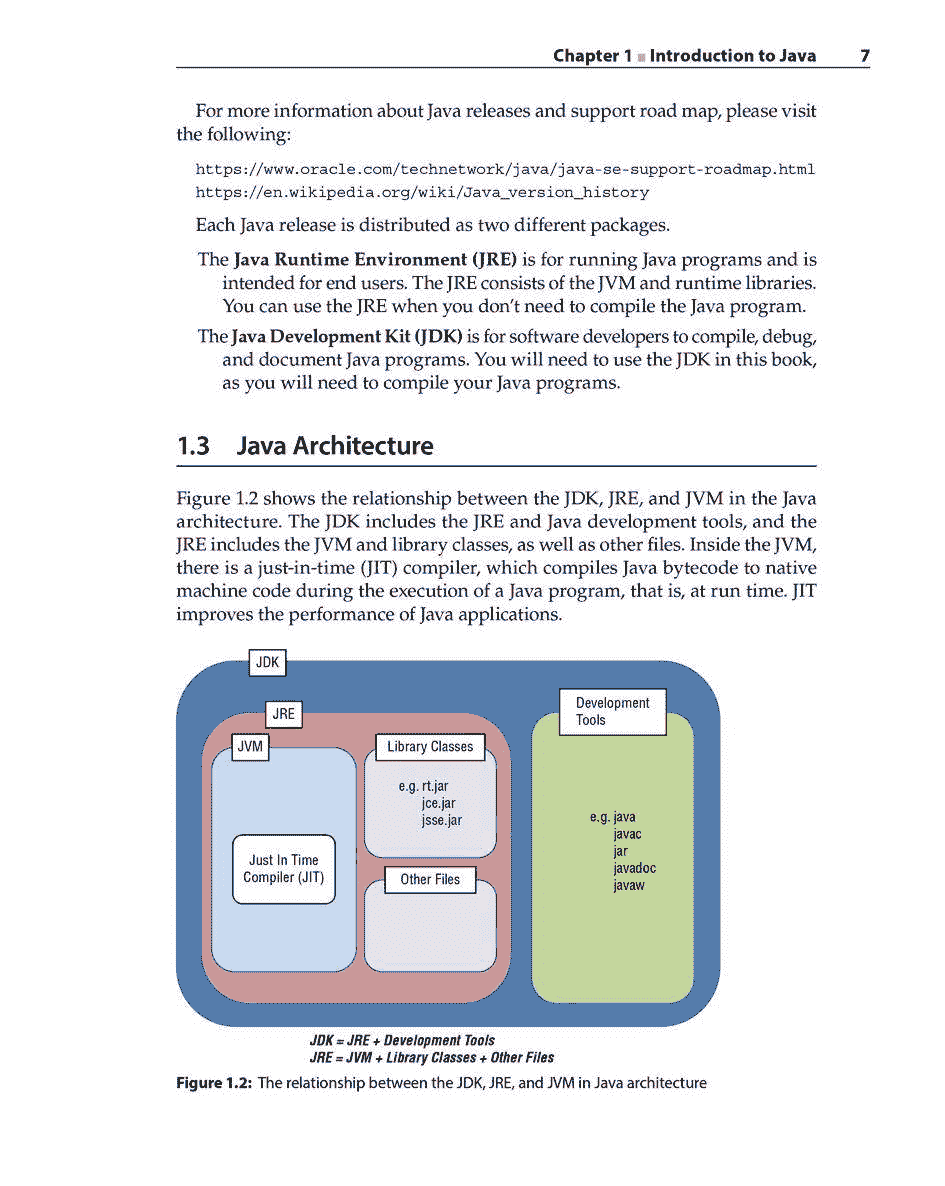 Chapter 1 ■ Introduction to Java 7
For more information about Java releases and support road map, please visit
the following:
https://www.oracle.com/technetwork/java/java-se-support-roadmap.html
https://en.wikipedia.org/wiki/Java_version_history
Each Java release is distributed as two different packages.
The Java Runtime Environment (JRE) is for running Java programs and is
intended for end users. The JRE consists of the JVM and runtime libraries.
You can use the JRE when you don’t need to compile the Java program.
The Java Development Kit (JDK) is for software developers to compile, debug,
and document Java programs. You will need to use the JDK in this book,
as you will need to compile your Java programs.
1.3 Java Architecture
Figure 1.2 shows the relationship between the JDK, JRE, and JVM in the Java
architecture. The JDK includes the JRE and Java development tools, and the
JRE includes the JVM and library classes, as well as other files. Inside the JVM,
there is a just-in-time (JIT) compiler, which compiles Java bytecode to native
machine code during the execution of a Java program, that is, at run time. JIT
improves the performance of Java applications.
JDK
JRE
JVM
Just In Time
Compiler (JIT)
Library Classes
e.g. rt.jar
jce.jar
jsse.jar
Other Files
Development
Tools
e.g. java
javac
jar
javadoc
javaw
JDK = JRE + Development Tools
JRE = JVM + Library Classes + Other Files
Figure 1.2: The relationship between the JDK, JRE, and JVM in Java architecture